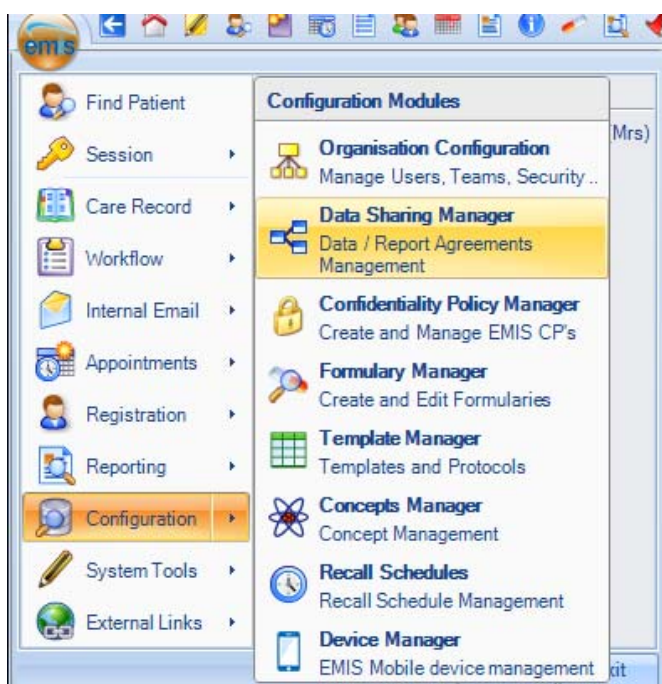 emis
Find Patient
Session
Care Record
Workflow
Internal Email
Appointments
Registration
Reporting
Configuration
System Tools
External Links
Configuration Modules
Organisation Configuration
Manage Users, Teams, Security ..
Data Sharing Manager
Data / Report Agreements
Management
Confidentiality Policy Manager
Create and Manage EMIS CP's
Formulary Manager
Create and Edit Formularies
Template Manager
Templates and Protocols
Concepts Manager
Concept Management
Recall Schedules
Recall Schedule Management
Device Manager
EMIS Mobile device management
(Mrs)